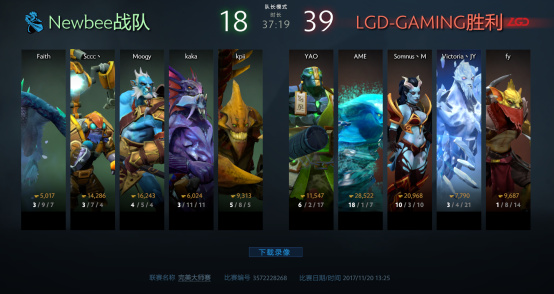 Newbee战队
18
队长模式
时长
37:19
39
LGD-GAMING胜利
LGD
Faith
Sccc丶
Moogy
kaka
kpii
YAO
AME
Somnus丶M
Victoria丶JY
fy
5,017
14,286
16,243
6,024
9,313
11,547
28,522
20,968
7,790
9,687
3 / 9 / 7
3 / 7 / 4
4 / 5 / 4
3 / 11 / 11
5 / 8 / 5
6 / 2 / 17
18 / 1 / 7
10 / 3 / 10
3 / 4 / 21
1 / 8 / 14
下载录像
联赛名称 完美大师赛 比赛编号 3572228268 比赛日期/时间 2017/11/20 13:25